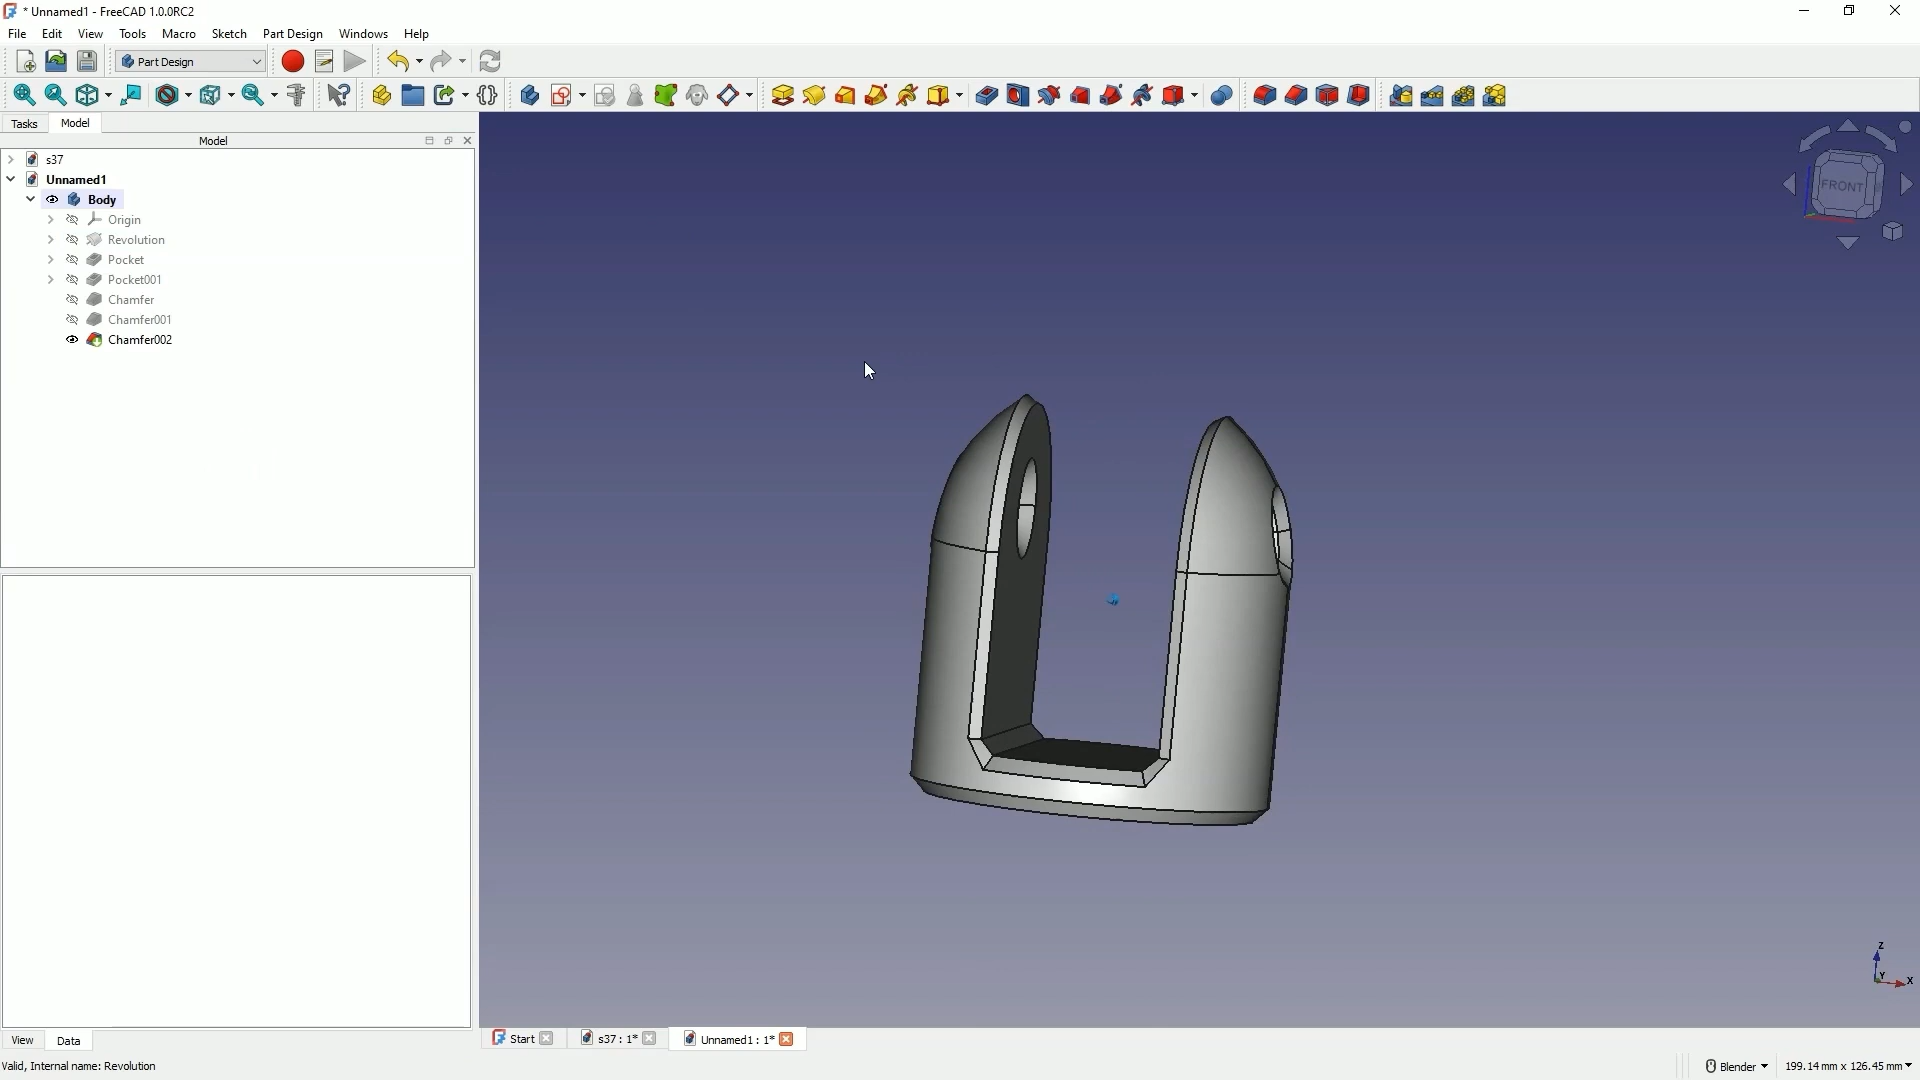 * Unnamed1 - FreeCAD 1.0.0RC2
File Edit View Tools Macro Sketch Part Design Windows Help
Part Design
Tasks Model
Model
s37
Unnamed1
Body
Origin
Revolution
Pocket
Pocket001
Chamfer
Chamfer001
Chamfer002
FRONT
Z
Y X
View Data
Start s37 : 1* Unnamed1 : 1*
Valid, Internal name: Revolution
Blender 199.14 mm x 126.45 mm